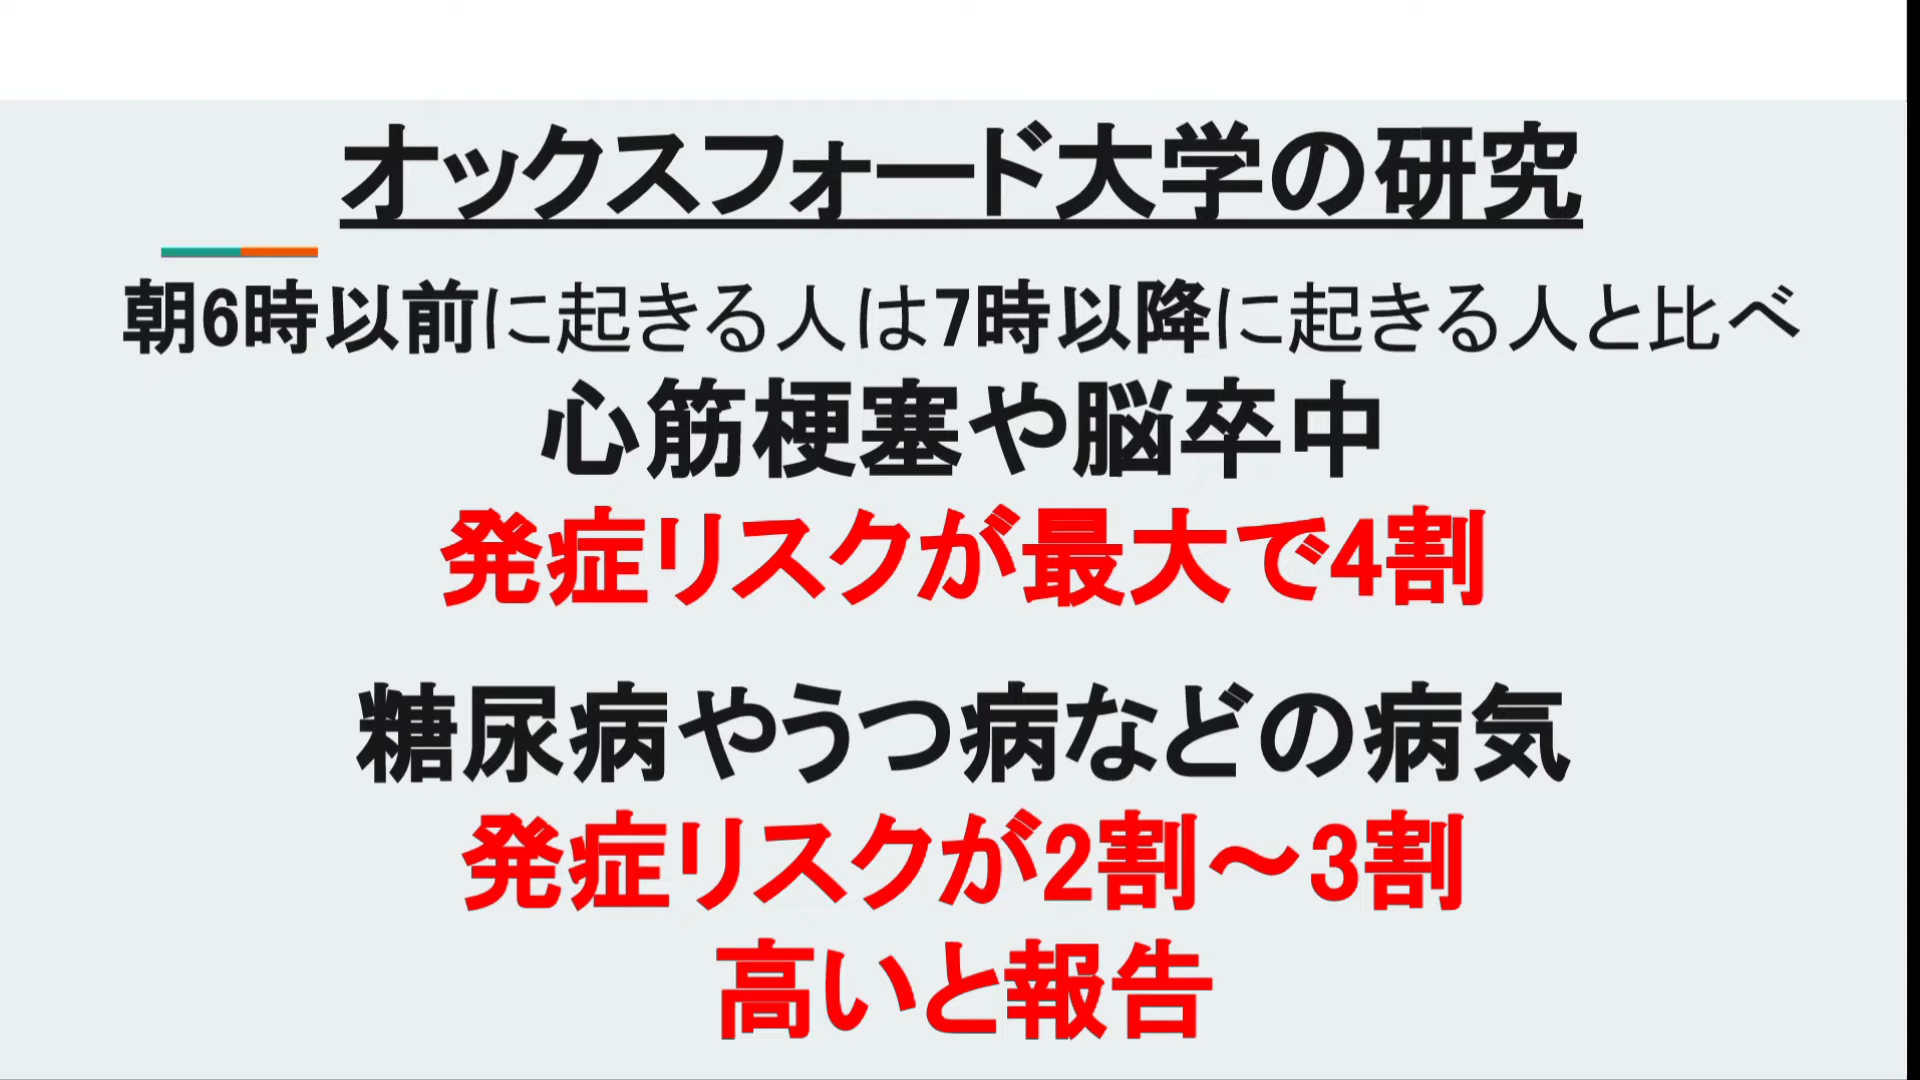 オックスフォード大学の研究
朝6時以前に起きる人は7時以降に起きる人と比べ
心筋梗塞や脳卒中
発症リスクが最大で4割
糖尿病やうつ病などの病気
発症リスクが2割～3割
高いと報告